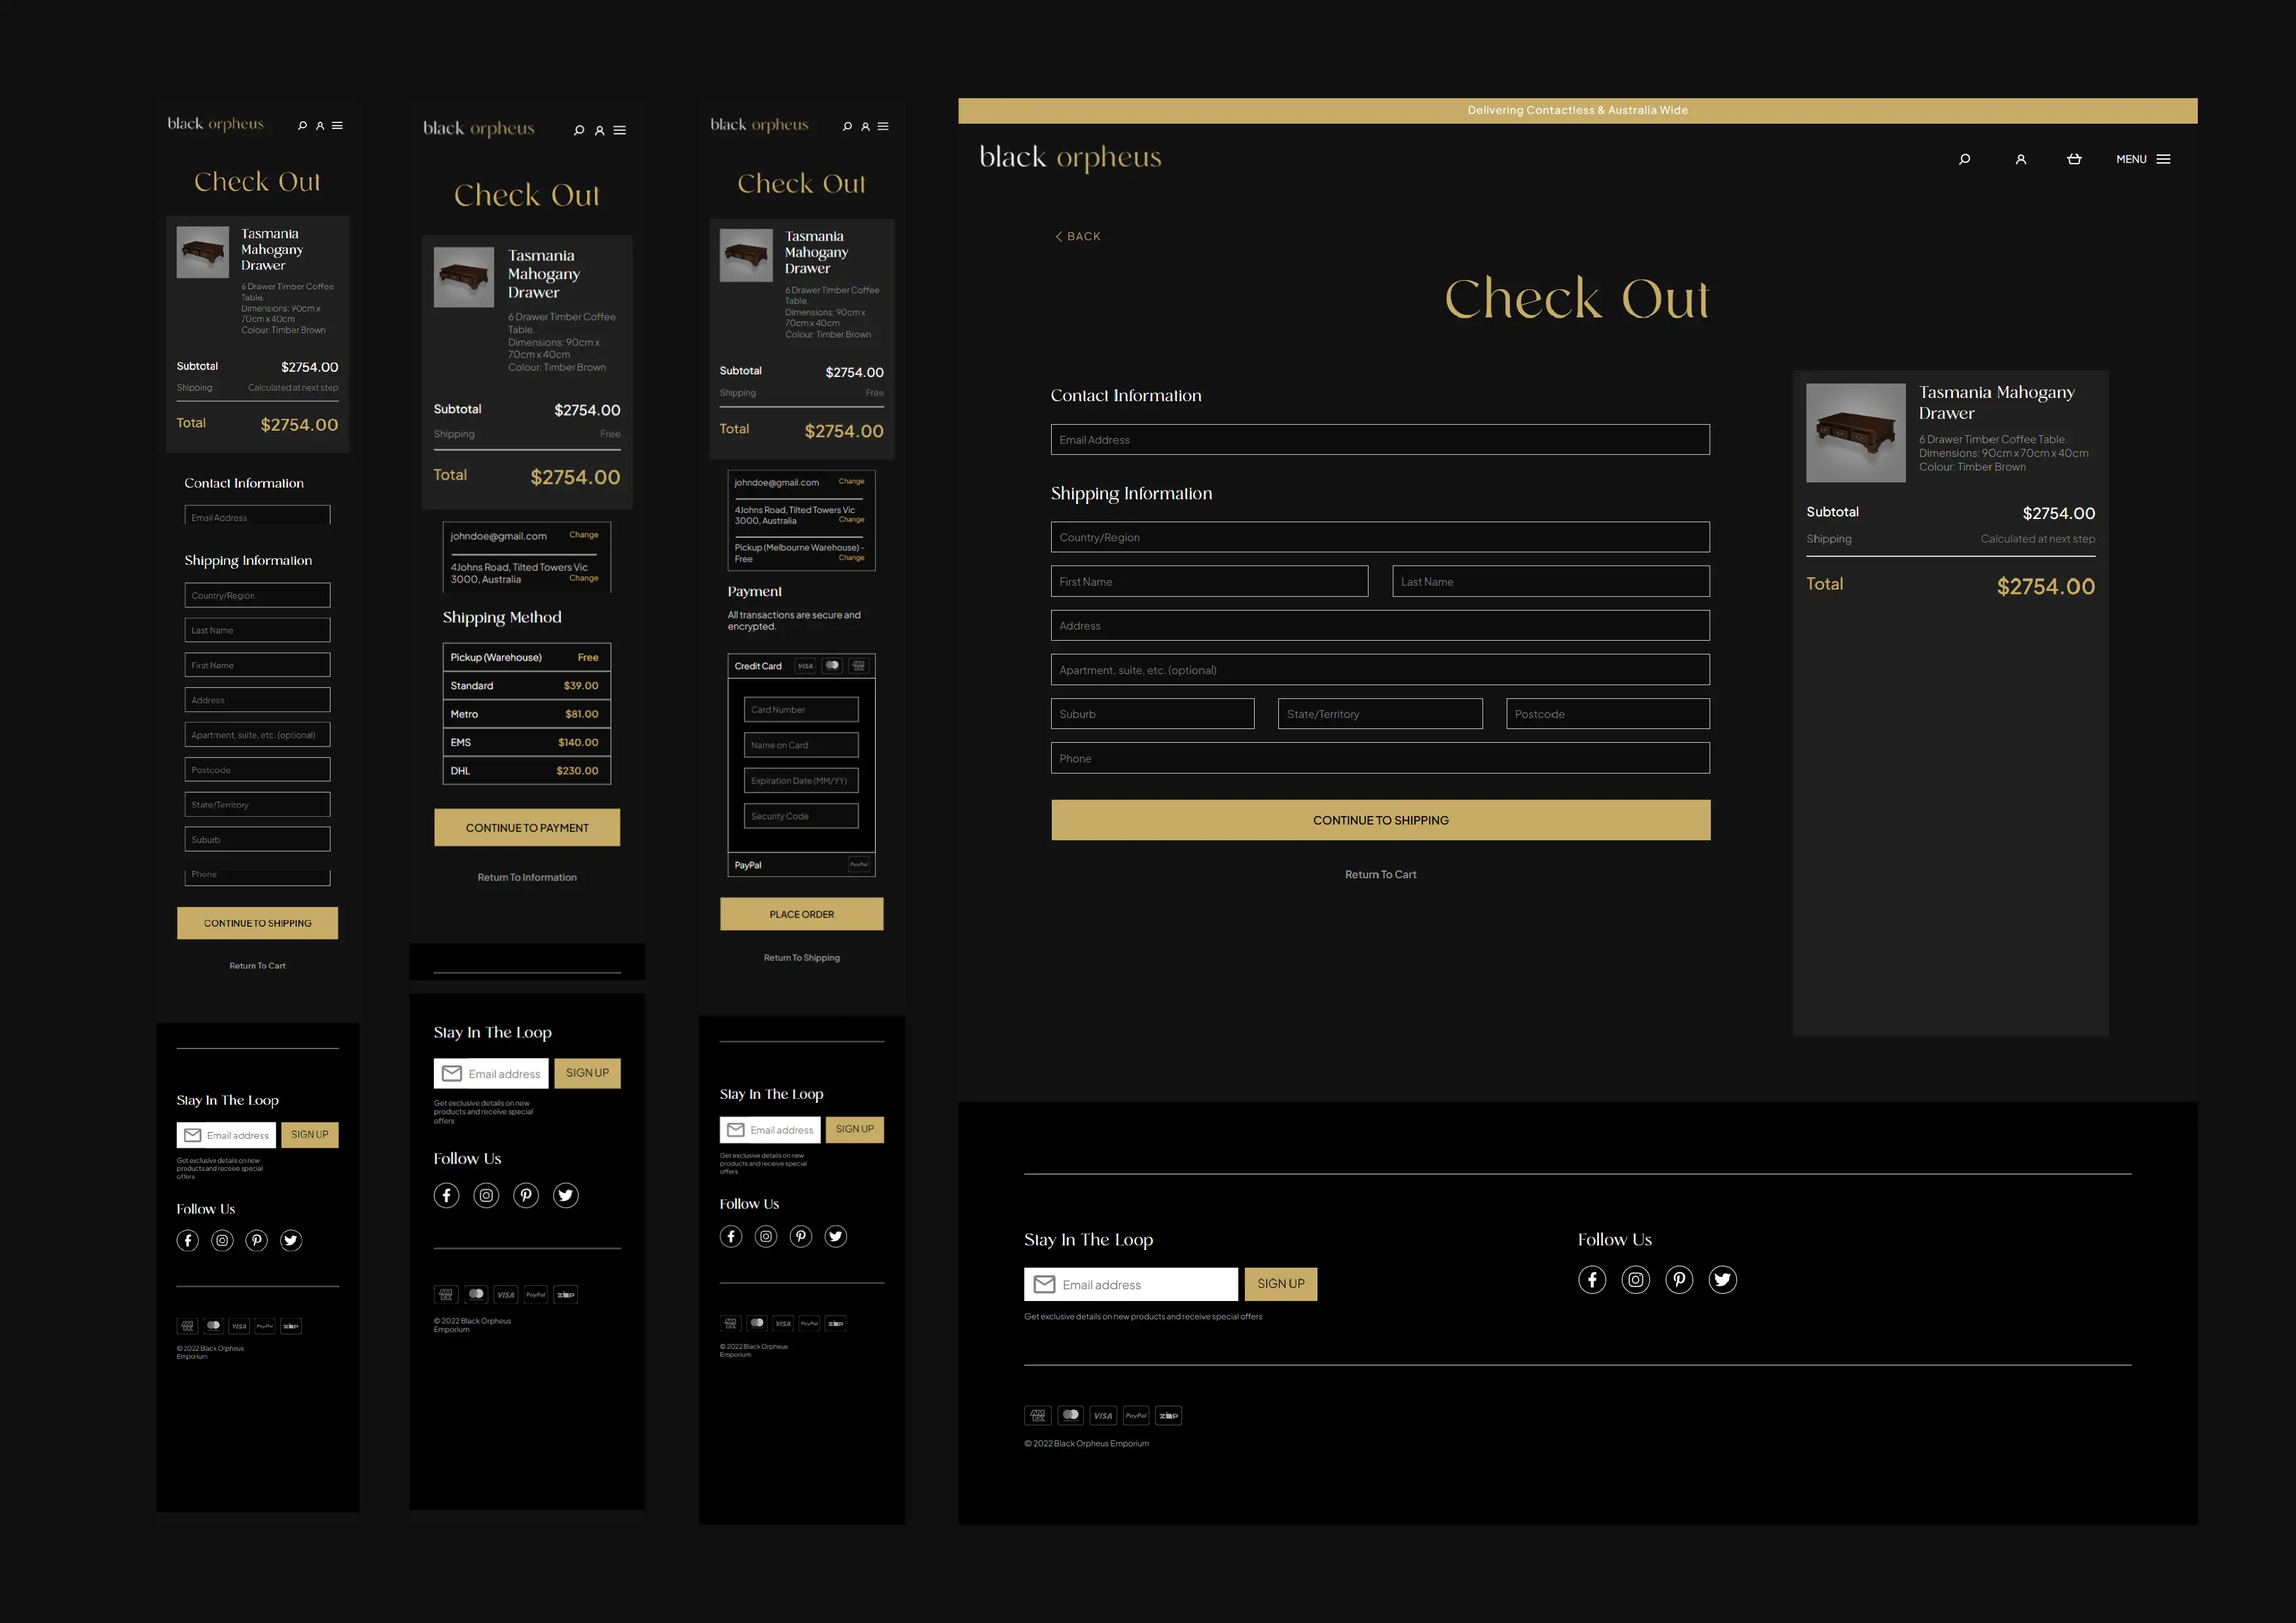 black orpheus
Check Out
Tasmania
Mahogany
Drawer
6 Drawer Timber Coffee
Table.
Dimensions: 90cm x
70cm x 40cm
Colour: Timber Brown
Subtotal $2754.00
Shipping Calculated at next step
Total $2754.00
Contact Information
Email Address
Shipping Information
Country/Region
Last Name
First Name
Address
Apartment, suite, etc. (optional)
Postcode
State/Territory
Suburb
Phone
CONTINUE TO SHIPPING
Return To Cart
Stay In The Loop
Email address SIGN UP
Get exclusive details on new
products and receive special
offers
Follow Us
AMEX VISA PayPal zip
© 2022 Black Orpheus
Emporium
black orpheus
Check Out
Tasmania
Mahogany
Drawer
6 Drawer Timber Coffee
Table.
Dimensions: 90cm x
70cm x 40cm
Colour: Timber Brown
Subtotal $2754.00
Shipping Free
Total $2754.00
johndoe@gmail.com Change
4Johns Road, Tilted Towers Vic
3000, Australia Change
Shipping Method
Pickup (Warehouse) Free
Standard $39.00
Metro $81.00
EMS $140.00
DHL $230.00
CONTINUE TO PAYMENT
Return To Information
Stay In The Loop
Email address SIGN UP
Get exclusive details on new
products and receive special
offers
Follow Us
AMEX VISA PayPal zip
© 2022 Black Orpheus
Emporium
black orpheus
Check Out
Tasmania
Mahogany
Drawer
6 Drawer Timber Coffee
Table.
Dimensions: 90cm x
70cm x 40cm
Colour: Timber Brown
Subtotal $2754.00
Shipping Free
Total $2754.00
johndoe@gmail.com Change
4Johns Road, Tilted Towers Vic
3000, Australia Change
Pickup (Melbourne Warehouse) -
Free Change
Payment
All transactions are secure and
encrypted.
Credit Card VISA AMEX
Card Number
Name on Card
Expiration Date (MM/YY)
Security Code
PayPal PayPal
PLACE ORDER
Return To Shipping
Stay In The Loop
Email address SIGN UP
Get exclusive details on new
products and receive special
offers
Follow Us
AMEX VISA PayPal zip
© 2022 Black Orpheus
Emporium
Delivering Contactless & Australia Wide
black orpheus MENU
BACK
Check Out
Contact Information
Email Address
Shipping Information
Country/Region
First Name Last Name
Address
Apartment, suite, etc. (optional)
Suburb State/Territory Postcode
Phone
CONTINUE TO SHIPPING
Return To Cart
Tasmania Mahogany
Drawer
6 Drawer Timber Coffee Table.
Dimensions: 90cm x 70cm x 40cm
Colour: Timber Brown
Subtotal $2754.00
Shipping Calculated at next step
Total $2754.00
Stay In The Loop
Email address SIGN UP
Get exclusive details on new products and receive special offers
Follow Us
AMEX VISA PayPal zip
© 2022 Black Orpheus Emporium